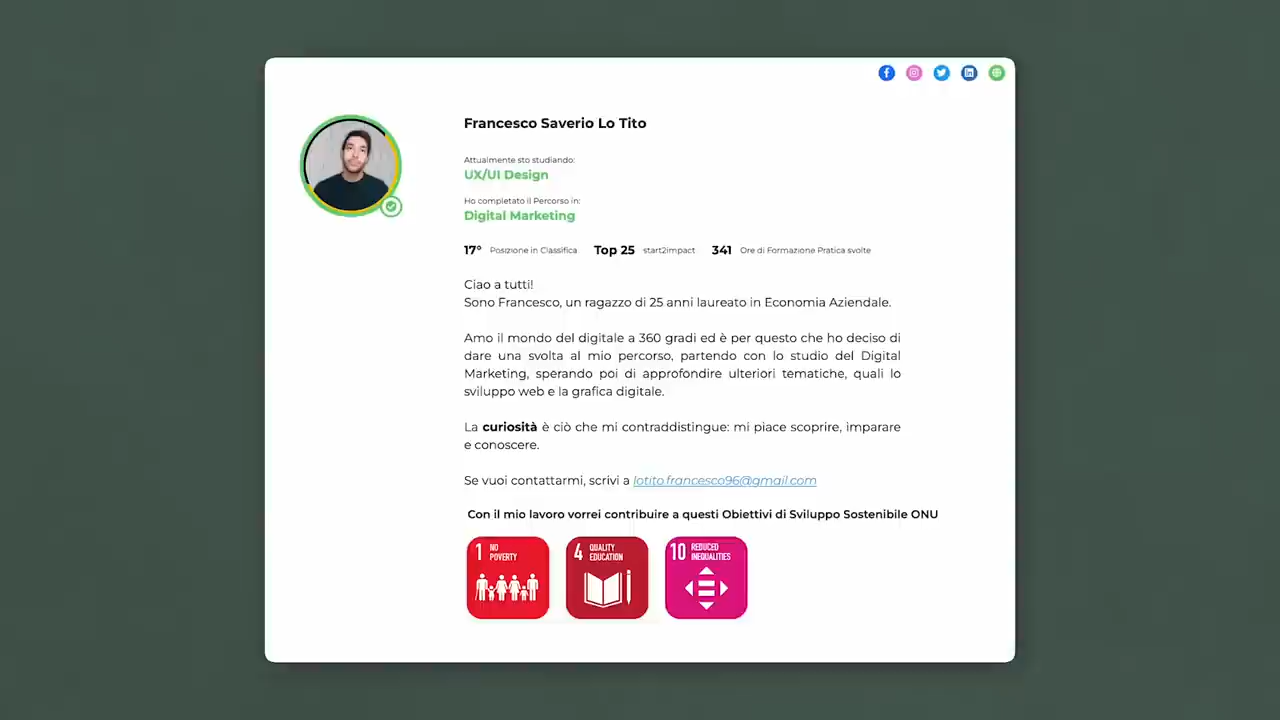 Francesco Saverio Lo Tito
Attualmente sto studiando:
UX/UI Design
Ho completato il Percorso in:
Digital Marketing
17° Posizione in Classifica Top 25 start2impact 341 Ore di Formazione Pratica svolte
Ciao a tutti!
Sono Francesco, un ragazzo di 25 anni laureato in Economia Aziendale.
Amo il mondo del digitale a 360 gradi ed è per questo che ho deciso di
dare una svolta al mio percorso, partendo con lo studio del Digital
Marketing, sperando poi di approfondire ulteriori tematiche, quali lo
sviluppo web e la grafica digitale.
La curiosità è ciò che mi contraddistingue: mi piace scoprire, imparare
e conoscere.
Se vuoi contattarmi, scrivi a lotito.francesco96@gmail.com
Con il mio lavoro vorrei contribuire a questi Obiettivi di Sviluppo Sostenibile ONU
1 NO
POVERTY
4 QUALITY
EDUCATION
10 REDUCED
INEQUALITIES